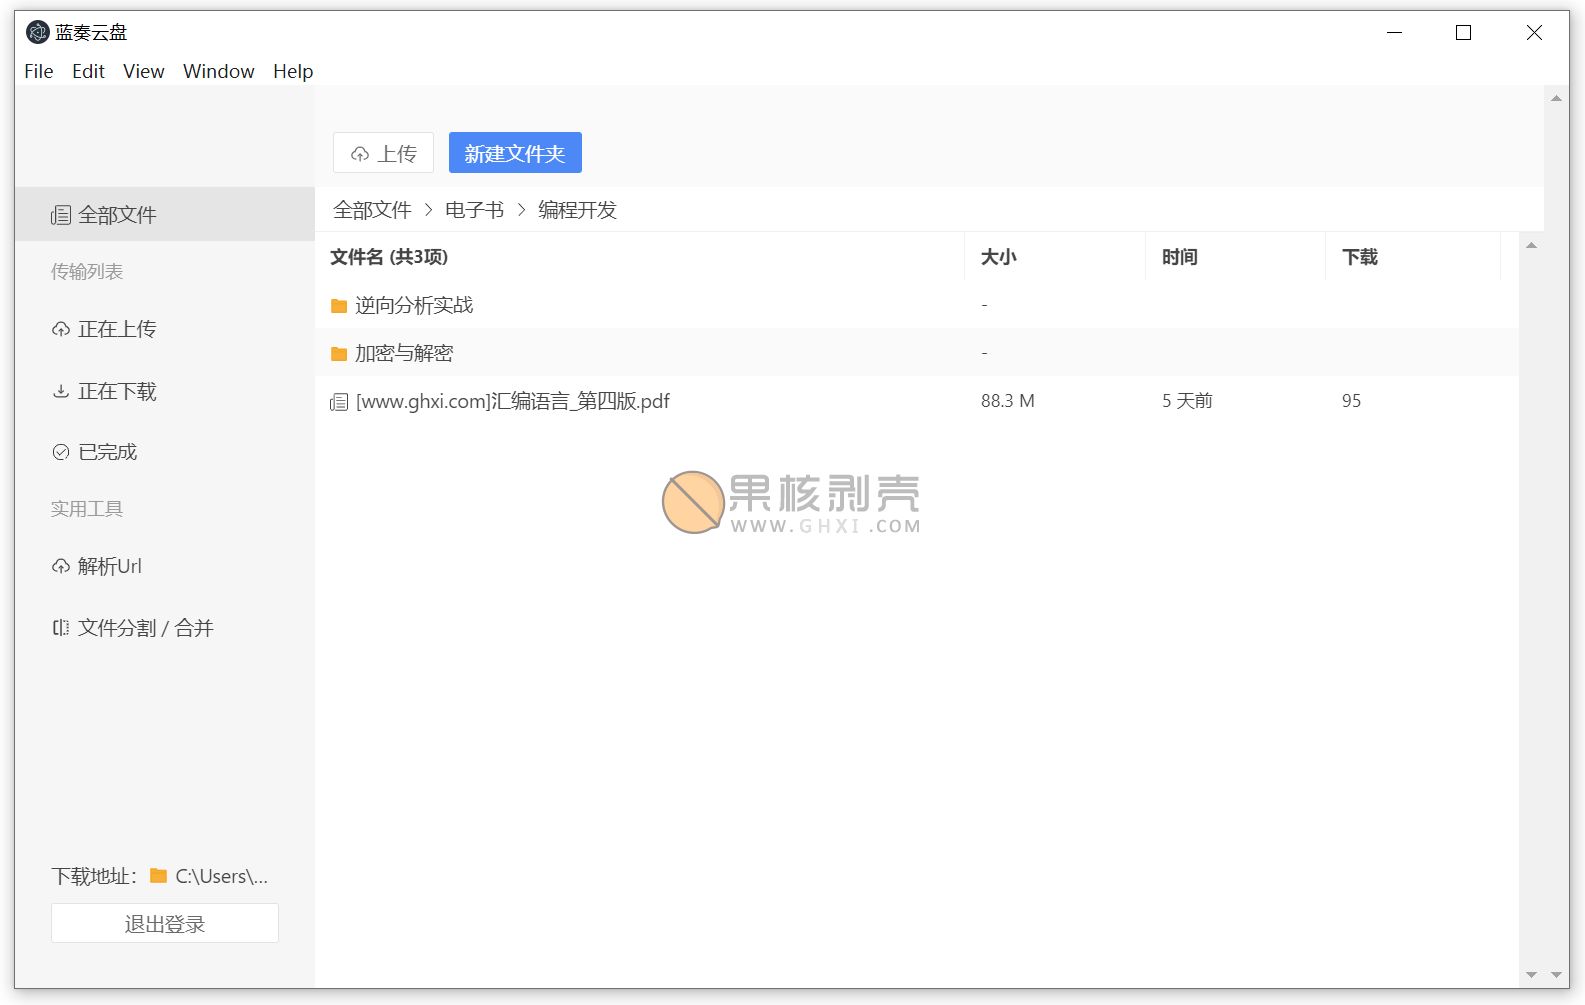 蓝奏云盘
File Edit View Window Help
上传 新建文件夹
全部文件
全部文件 > 电子书 > 编程开发
文件名 (共3项) 大小 时间 下载
传输列表
逆向分析实战 -
正在上传
加密与解密 -
正在下载
[www.ghxi.com]汇编语言_第四版.pdf 88.3 M 5 天前 95
已完成
果核剥壳
WWW.GHXI.COM
实用工具
解析Url
文件分割 / 合并
下载地址： C:\Users\...
退出登录